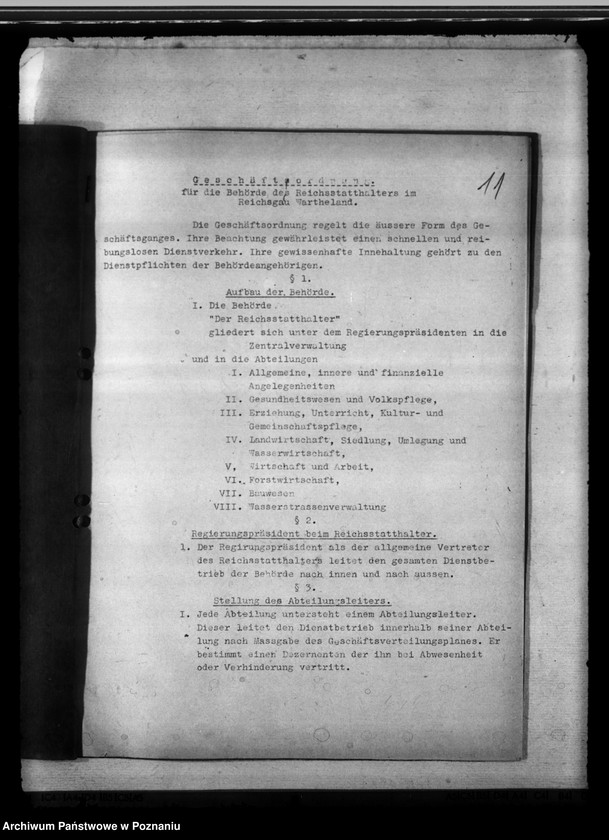 11
Geschäftsordnung.
für die Behörde des Reichsstatthalters im
Reichsgau Wartheland.
Die Geschäftsordnung regelt die äussere Form des Ge-
schäftsganges. Ihre Beachtung gewährleistet einen schnellen und rei-
bungslosen Dienstverkehr. Ihre gewissenhafte Innehaltung gehört zu den
Dienstpflichten der Behördeangehörigen.
§ 1.
Aufbau der Behörde.
I. Die Behörde
"Der Reichsstatthalter"
gliedert sich unter dem Regierungspräsidenten in die
Zentralverwaltung
und in die Abteilungen
I. Allgemeine, innere und finanzielle
Angelegenheiten
II. Gesundheitswesen und Volkspflege,
III. Erziehung, Unterricht, Kultur- und
Gemeinschaftspflege,
IV. Landwirtschaft, Siedlung, Umlegung und
Wasserwirtschaft,
V, Wirtschaft und Arbeit,
VI. Forstwirtschaft,
VII. Bauwesen
VIII. Wasserstrassenverwaltung
§ 2.
Regierungspräsident beim Reichsstatthalter.
1. Der Regirungspräsident als der allgemeine Vertreter
des Reichsstatthalters leitet den gesamten Dienstbe-
trieb der Behörde nach innen und nach aussen.
§ 3.
Stellung des Abteilungsleiters.
I. Jede Abteilung untersteht einem Abteilungsleiter.
Dieser leitet den Dienstbetrieb innerhalb seiner Abtei-
lung nach Massgabe des Geschäftsverteilungsplanes. Er
bestimmt einen Dezernenten der ihn bei Abwesenheit
oder Verhinderung vertritt.
Archiwum Państwowe w Poznaniu